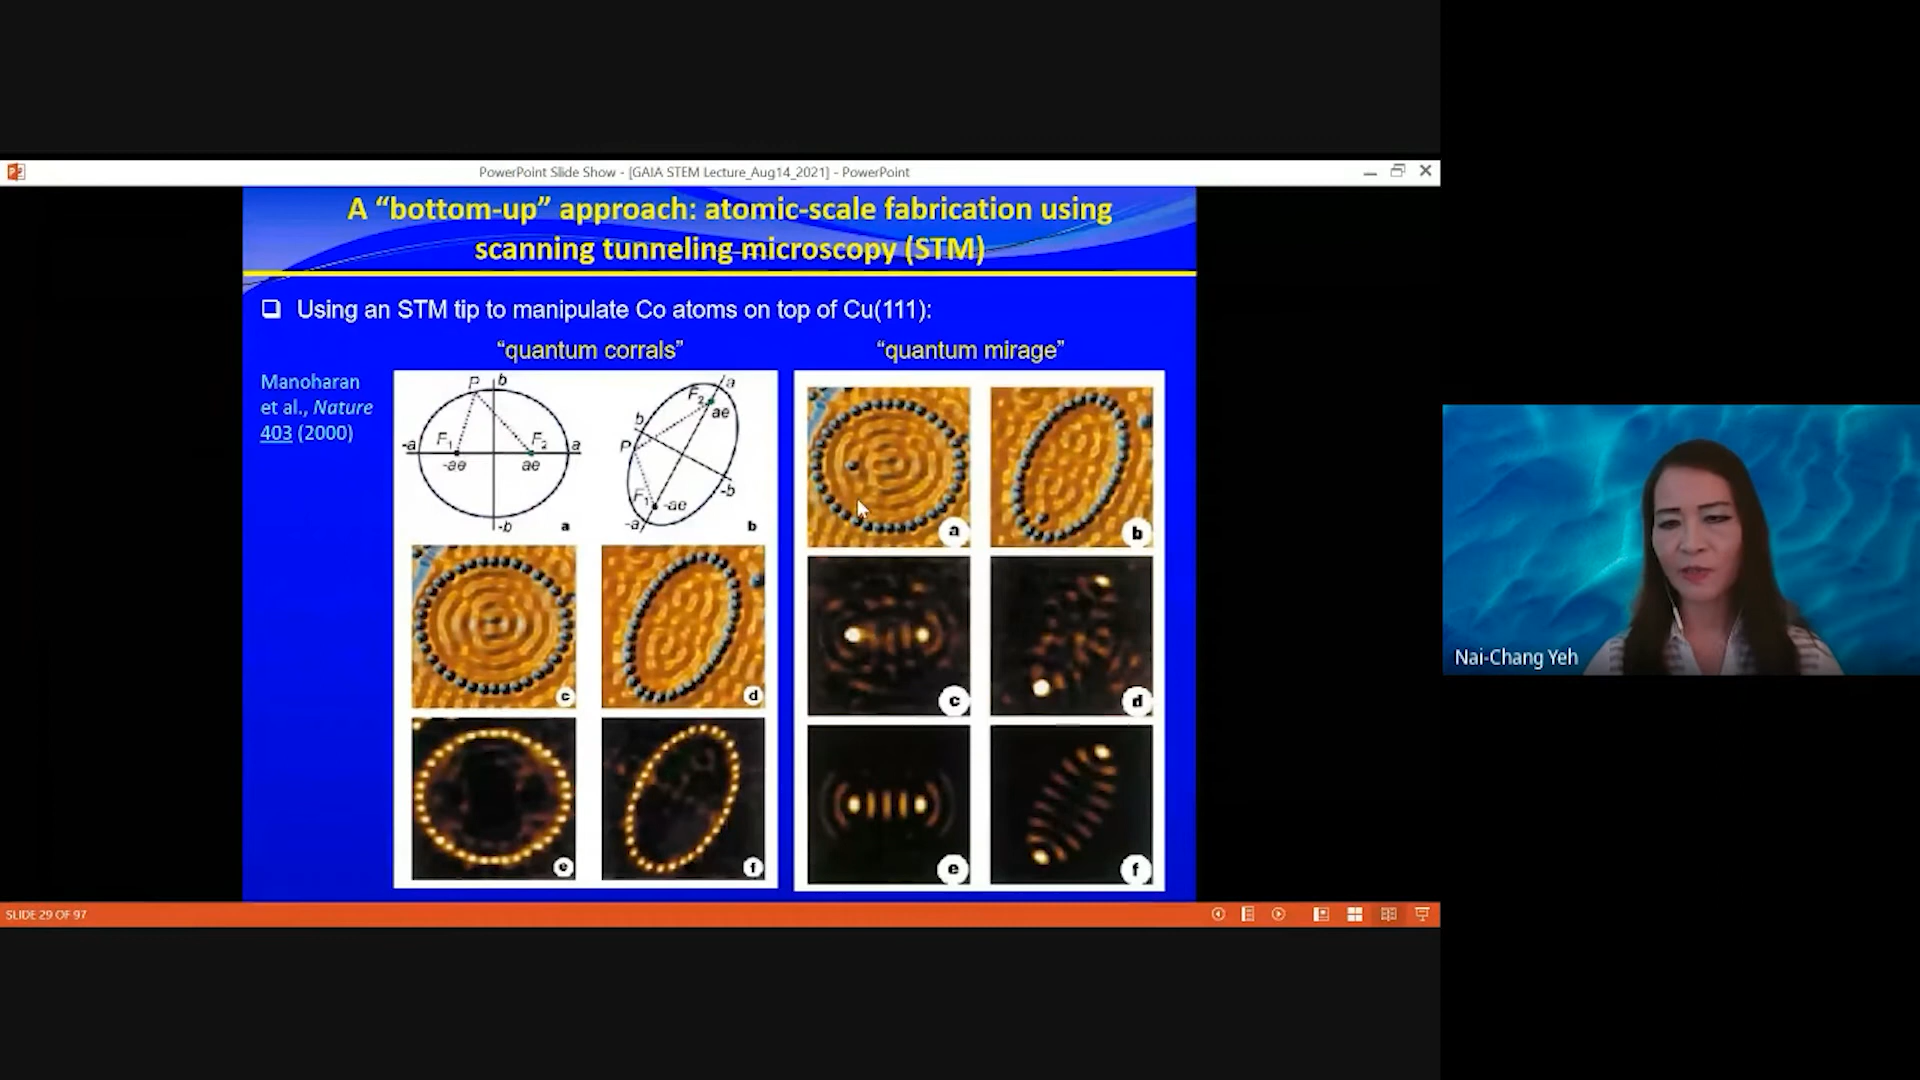 PowerPoint Slide Show - [GAIA STEM Lecture_Aug14_2021] - PowerPoint
A “bottom-up” approach: atomic-scale fabrication using
scanning tunneling microscopy (STM)
Using an STM tip to manipulate Co atoms on top of Cu(111):
“quantum corrals”
“quantum mirage”
Manoharan
et al., Nature
403 (2000)
P b
-a F₁ F₂ a
-ae ae
-b a
a
F₂
b ae
P
-b
F₁ -ae
-a b
c d
e f
a b
c d
e f
Nai-Chang Yeh
SLIDE 29 OF 97